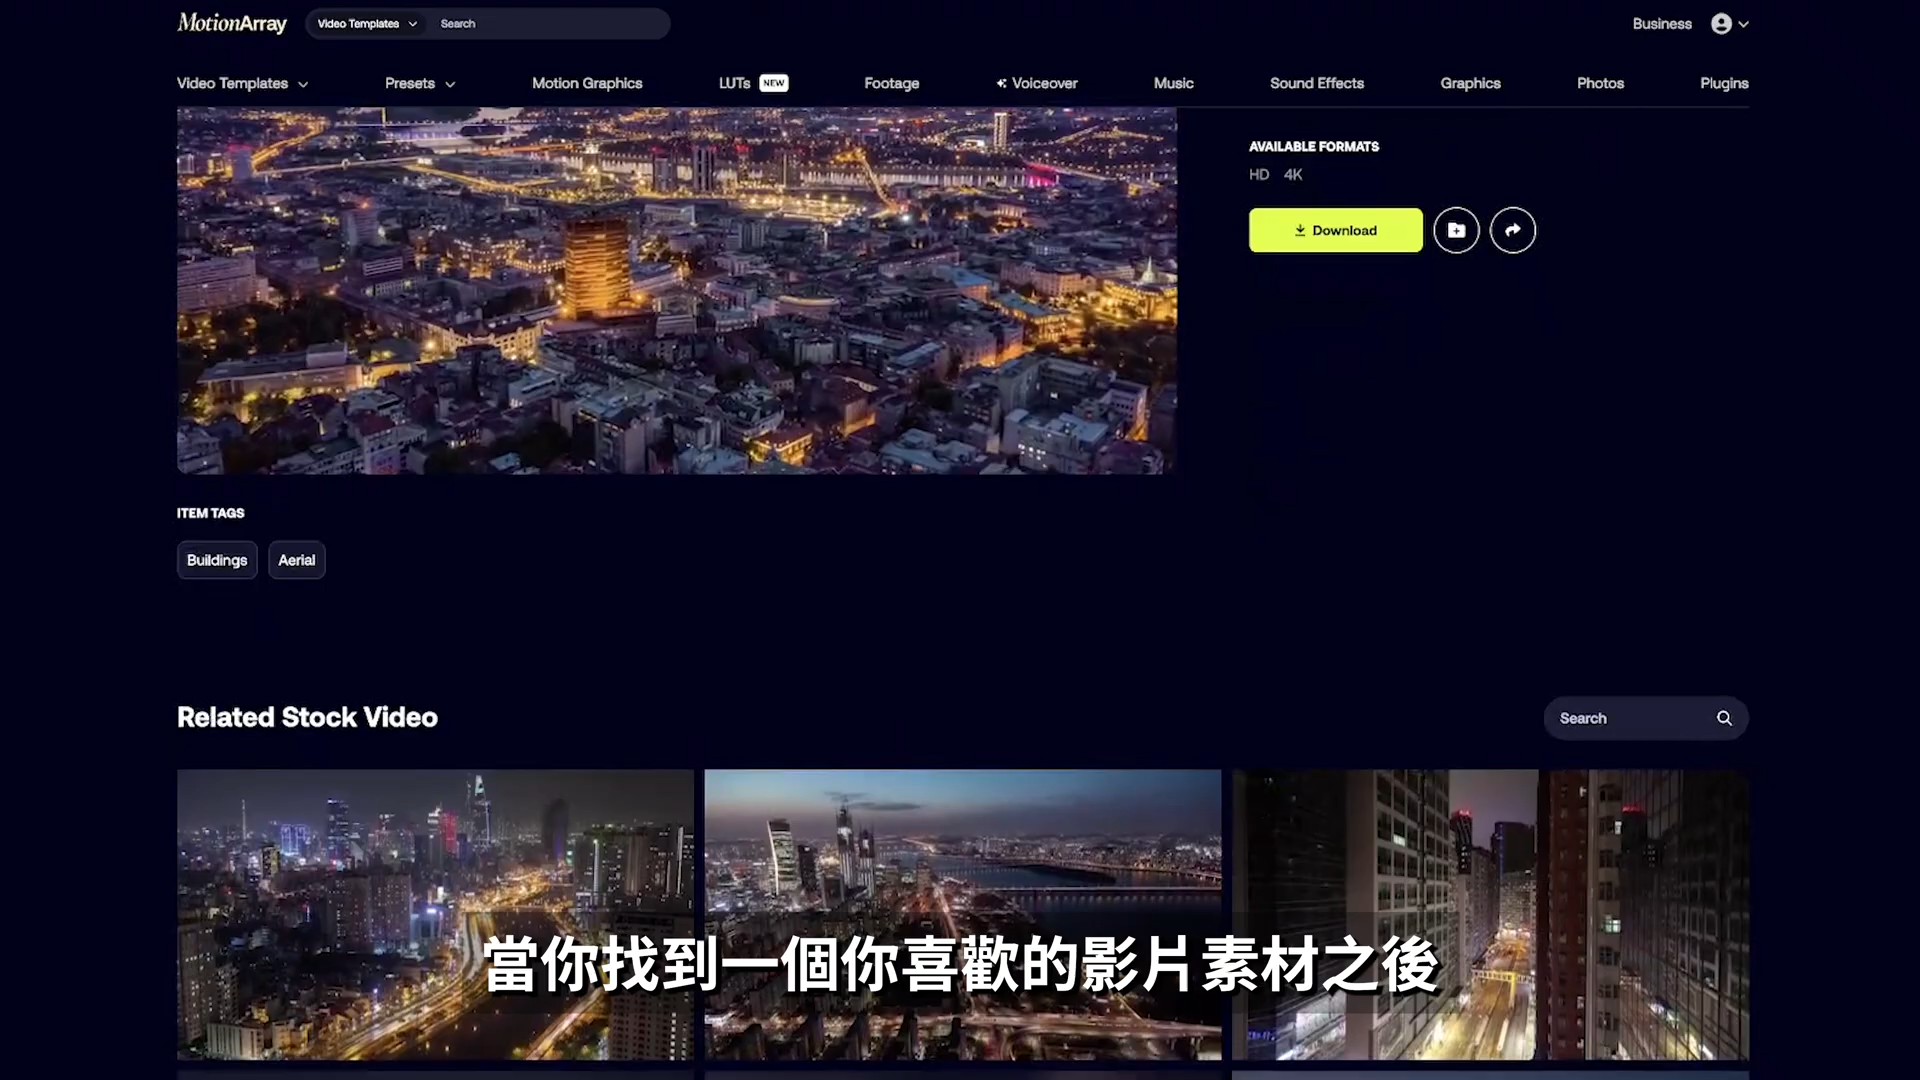 MotionArray
Video Templates
Search
Business
Video Templates
Presets
Motion Graphics
LUTs NEW
Footage
Voiceover
Music
Sound Effects
Graphics
Photos
Plugins
AVAILABLE FORMATS
HD 4K
Download
ITEM TAGS
Buildings
Aerial
Related Stock Video
Search
當你找到一個你喜歡的影片素材之後